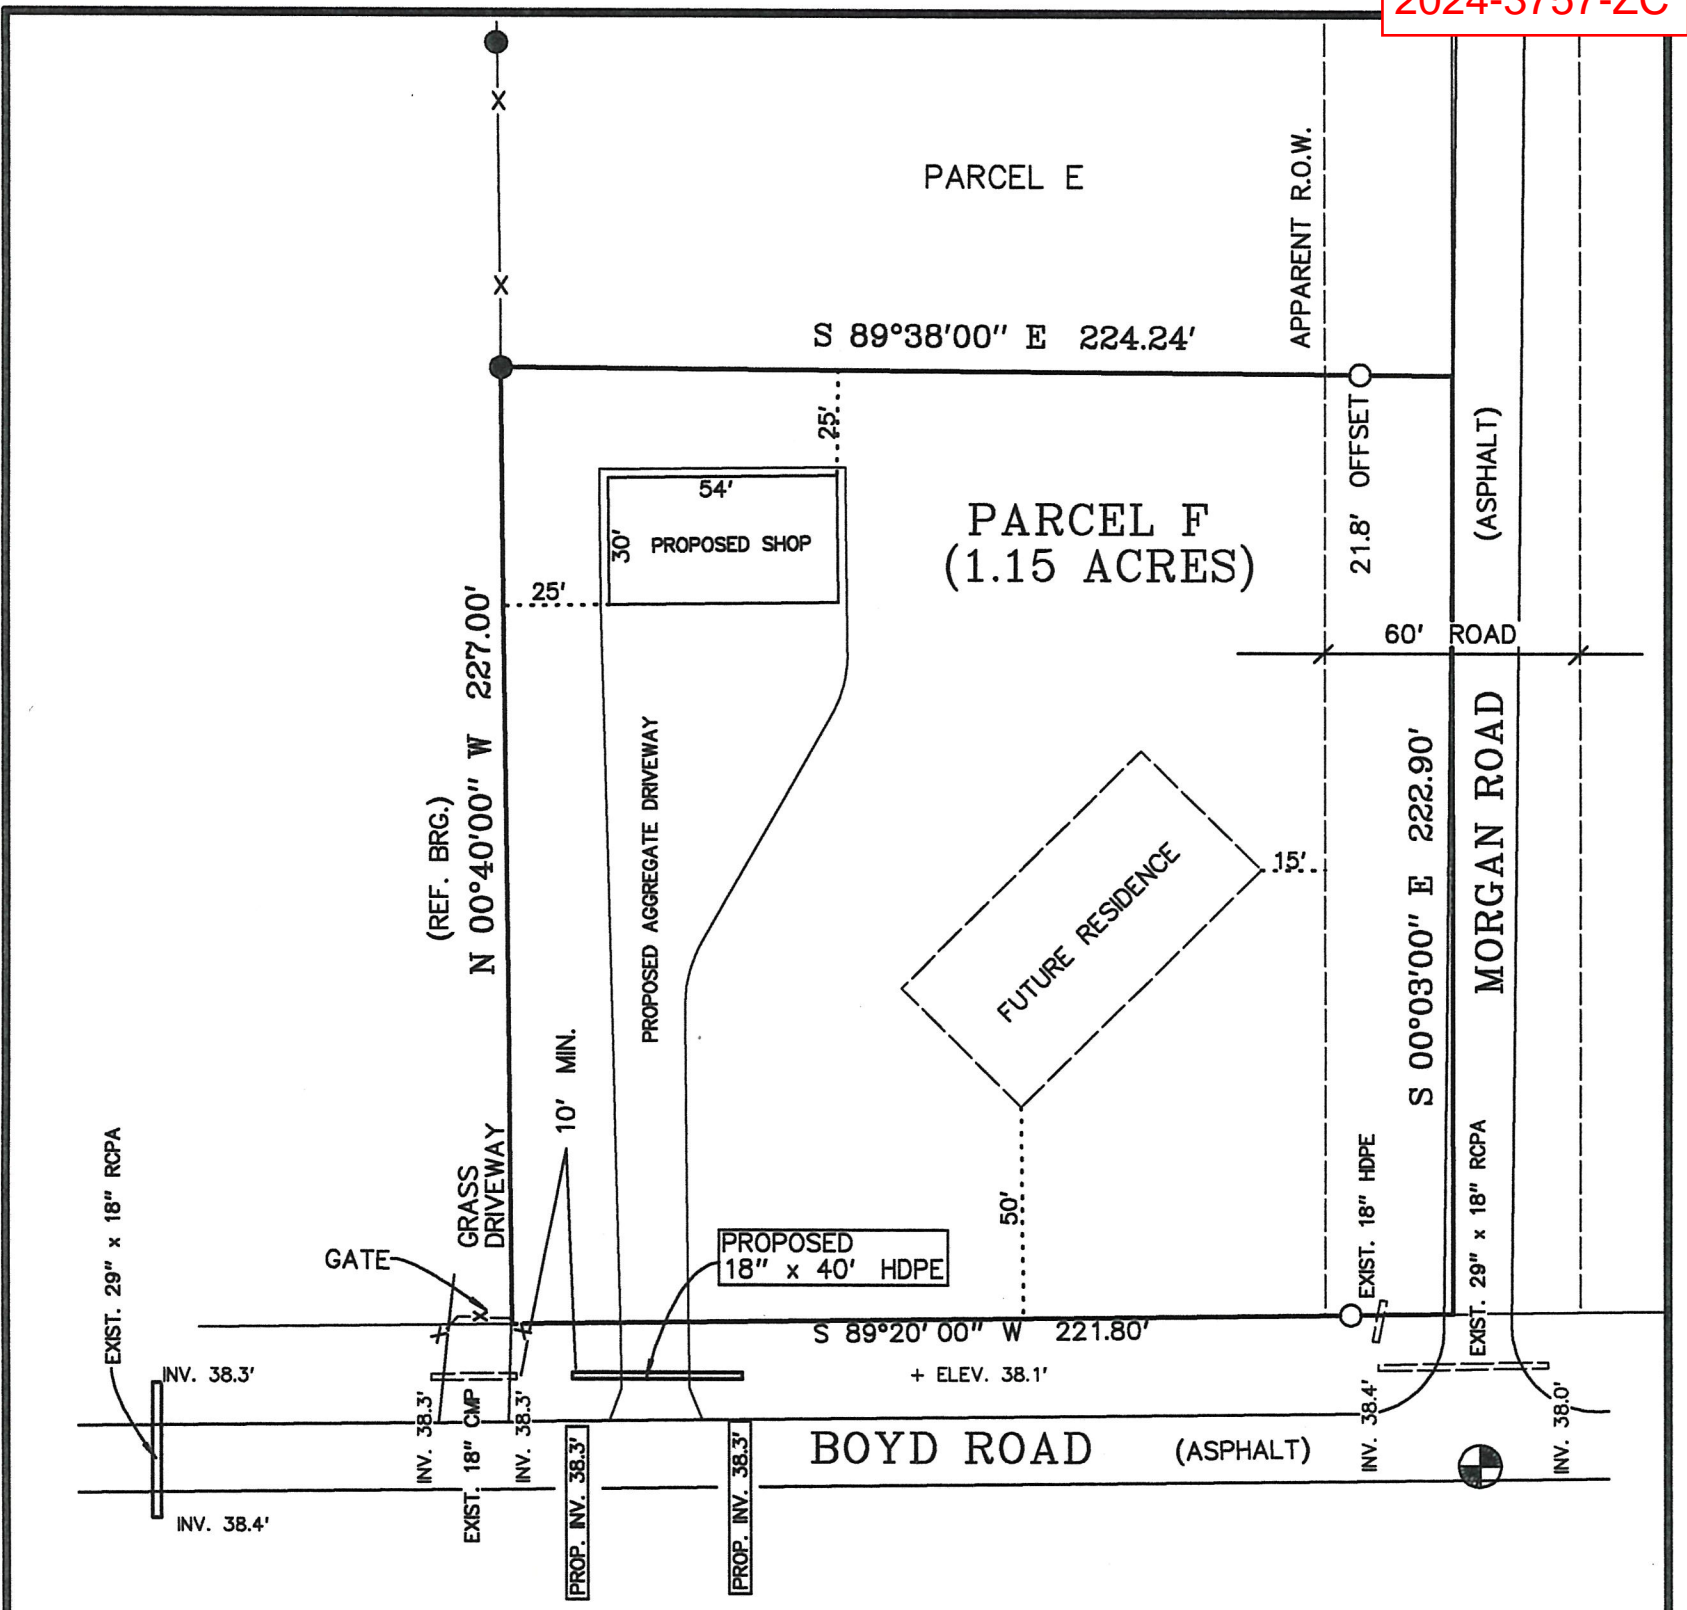 2024-3757-ZC
PARCEL E
APPARENT R.O.W.
S 89°38'00" E 224.24'
25'
21.8' OFFSET
(ASPHALT)
54'
30'
PROPOSED SHOP
PARCEL F
(1.15 ACRES)
25'
60' ROAD
N 00°40'00" W 227.00'
(REF. BRG.)
PROPOSED AGGREGATE DRIVEWAY
S 00°03'00" E 222.90'
MORGAN ROAD
15'
FUTURE RESIDENCE
10' MIN.
50'
GRASS
DRIVEWAY
EXIST. 29" x 18" RCPA
GATE
PROPOSED
18" x 40' HDPE
EXIST. 18" HDPE
EXIST. 29" x 18" RCPA
S 89°20'00" W 221.80'
INV. 38.3'
+ ELEV. 38.1'
INV. 38.3'
EXIST. 18" CMP
INV. 38.3'
PROP. INV. 38.3'
PROP. INV. 38.3'
BOYD ROAD
(ASPHALT)
INV. 38.4'
INV. 38.0'
INV. 38.4'